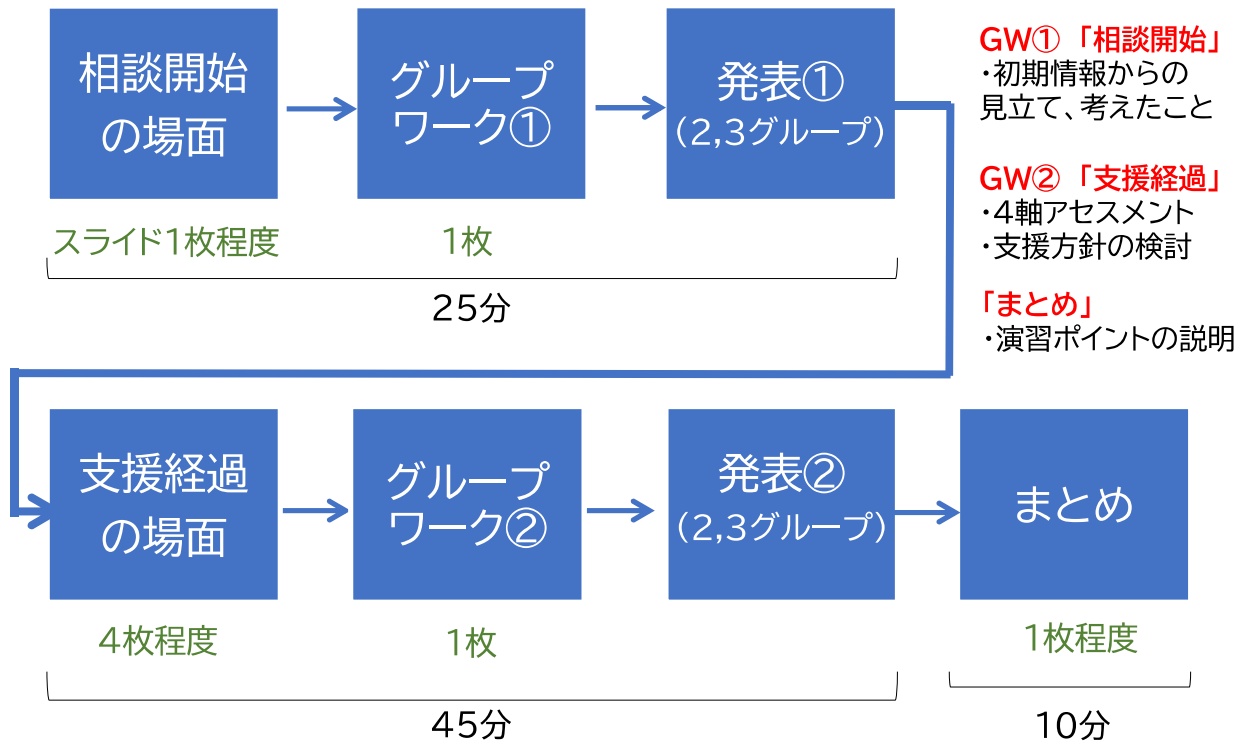 相談開始
の場面
グループ
ワーク①
発表①
(2,3グループ)
スライド1枚程度
1枚
25分
GW① 「相談開始」
・初期情報からの
見立て、考えたこと
GW② 「支援経過」
・4軸アセスメント
・支援方針の検討
「まとめ」
・演習ポイントの説明
支援経過
の場面
グループ
ワーク②
発表②
(2,3グループ)
まとめ
4枚程度
1枚
1枚程度
45分
10分